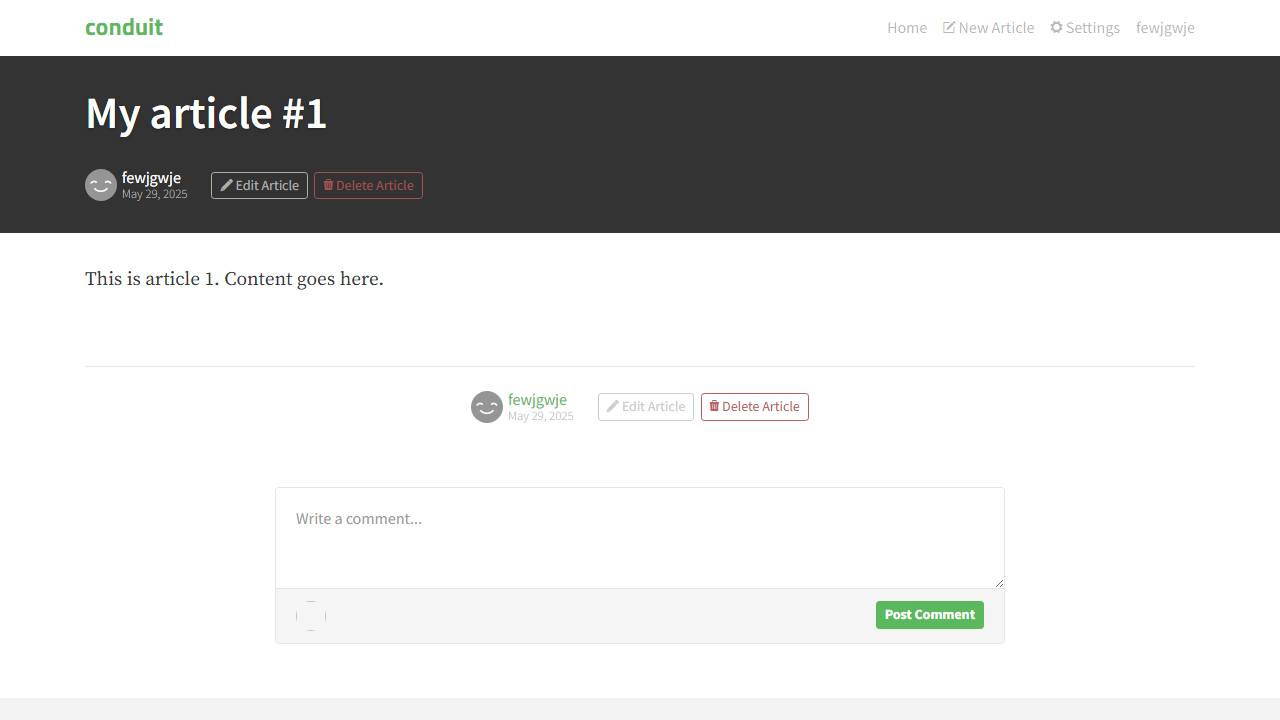 conduit
Home New Article Settings fewjgwje
My article #1
fewjgwje
May 29, 2025
Edit Article Delete Article
This is article 1. Content goes here.
fewjgwje
May 29, 2025
Edit Article Delete Article
Write a comment...
Post Comment